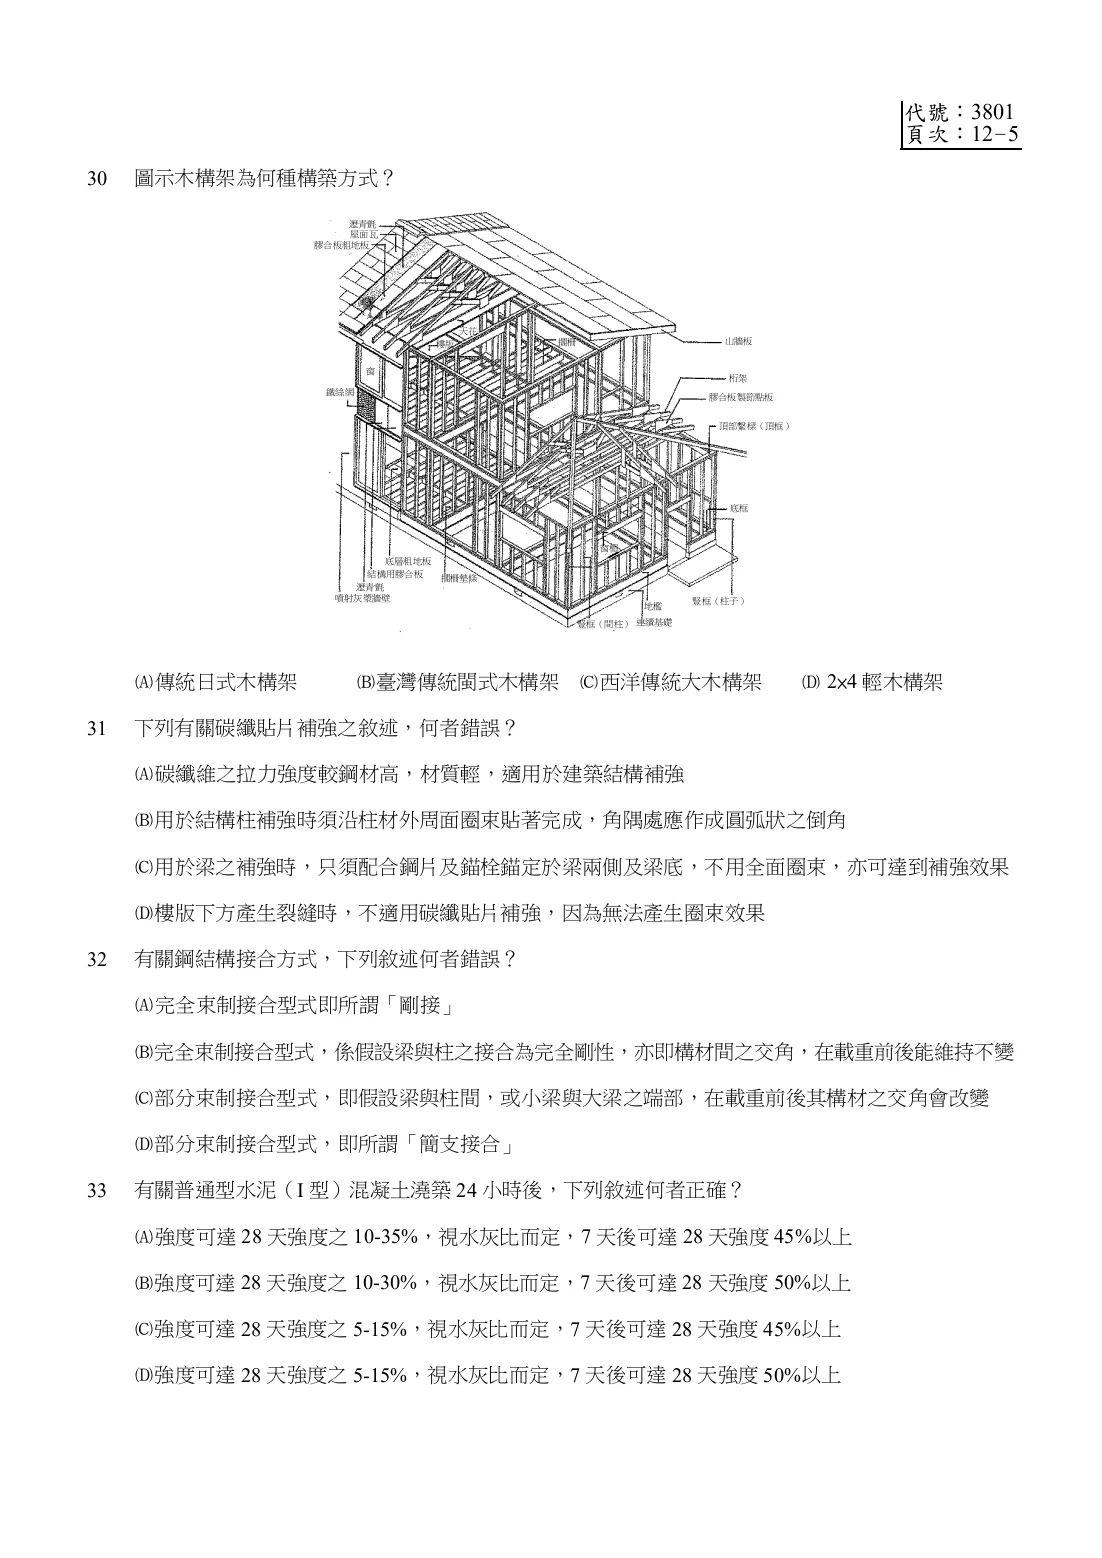 代號：3801
頁次：12－5
30 圖示木構架為何種構築方式？
瀝青氈
屋面瓦
膠合板粗地板
天花
樓板
擱柵
山牆板
窗
桁架
鐵絲網
膠合板製節點板
頂部繫樑（頂框）
底框
窗檻
底層粗地板
結構用膠合板
擱柵墊條
瀝青氈
噴射灰漿牆壁
地檻
豎框（柱子）
豎框（間柱）
連續基礎
(A)傳統日式木構架 (B)臺灣傳統閩式木構架 (C)西洋傳統大木構架 (D) 2×4 輕木構架
31 下列有關碳纖貼片補強之敘述，何者錯誤？
(A)碳纖維之拉力強度較鋼材高，材質輕，適用於建築結構補強
(B)用於結構柱補強時須沿柱材外周面圈束貼著完成，角隅處應作成圓弧狀之倒角
(C)用於梁之補強時，只須配合鋼片及錨栓錨定於梁兩側及梁底，不用全面圈束，亦可達到補強效果
(D)樓版下方產生裂縫時，不適用碳纖貼片補強，因為無法產生圈束效果
32 有關鋼結構接合方式，下列敘述何者錯誤？
(A)完全束制接合型式即所謂「剛接」
(B)完全束制接合型式，係假設梁與柱之接合為完全剛性，亦即構材間之交角，在載重前後能維持不變
(C)部分束制接合型式，即假設梁與柱間，或小梁與大梁之端部，在載重前後其構材之交角會改變
(D)部分束制接合型式，即所謂「簡支接合」
33 有關普通型水泥（I 型）混凝土澆築 24 小時後，下列敘述何者正確？
(A)強度可達 28 天強度之 10-35%，視水灰比而定，7 天後可達 28 天強度 45%以上
(B)強度可達 28 天強度之 10-30%，視水灰比而定，7 天後可達 28 天強度 50%以上
(C)強度可達 28 天強度之 5-15%，視水灰比而定，7 天後可達 28 天強度 45%以上
(D)強度可達 28 天強度之 5-15%，視水灰比而定，7 天後可達 28 天強度 50%以上